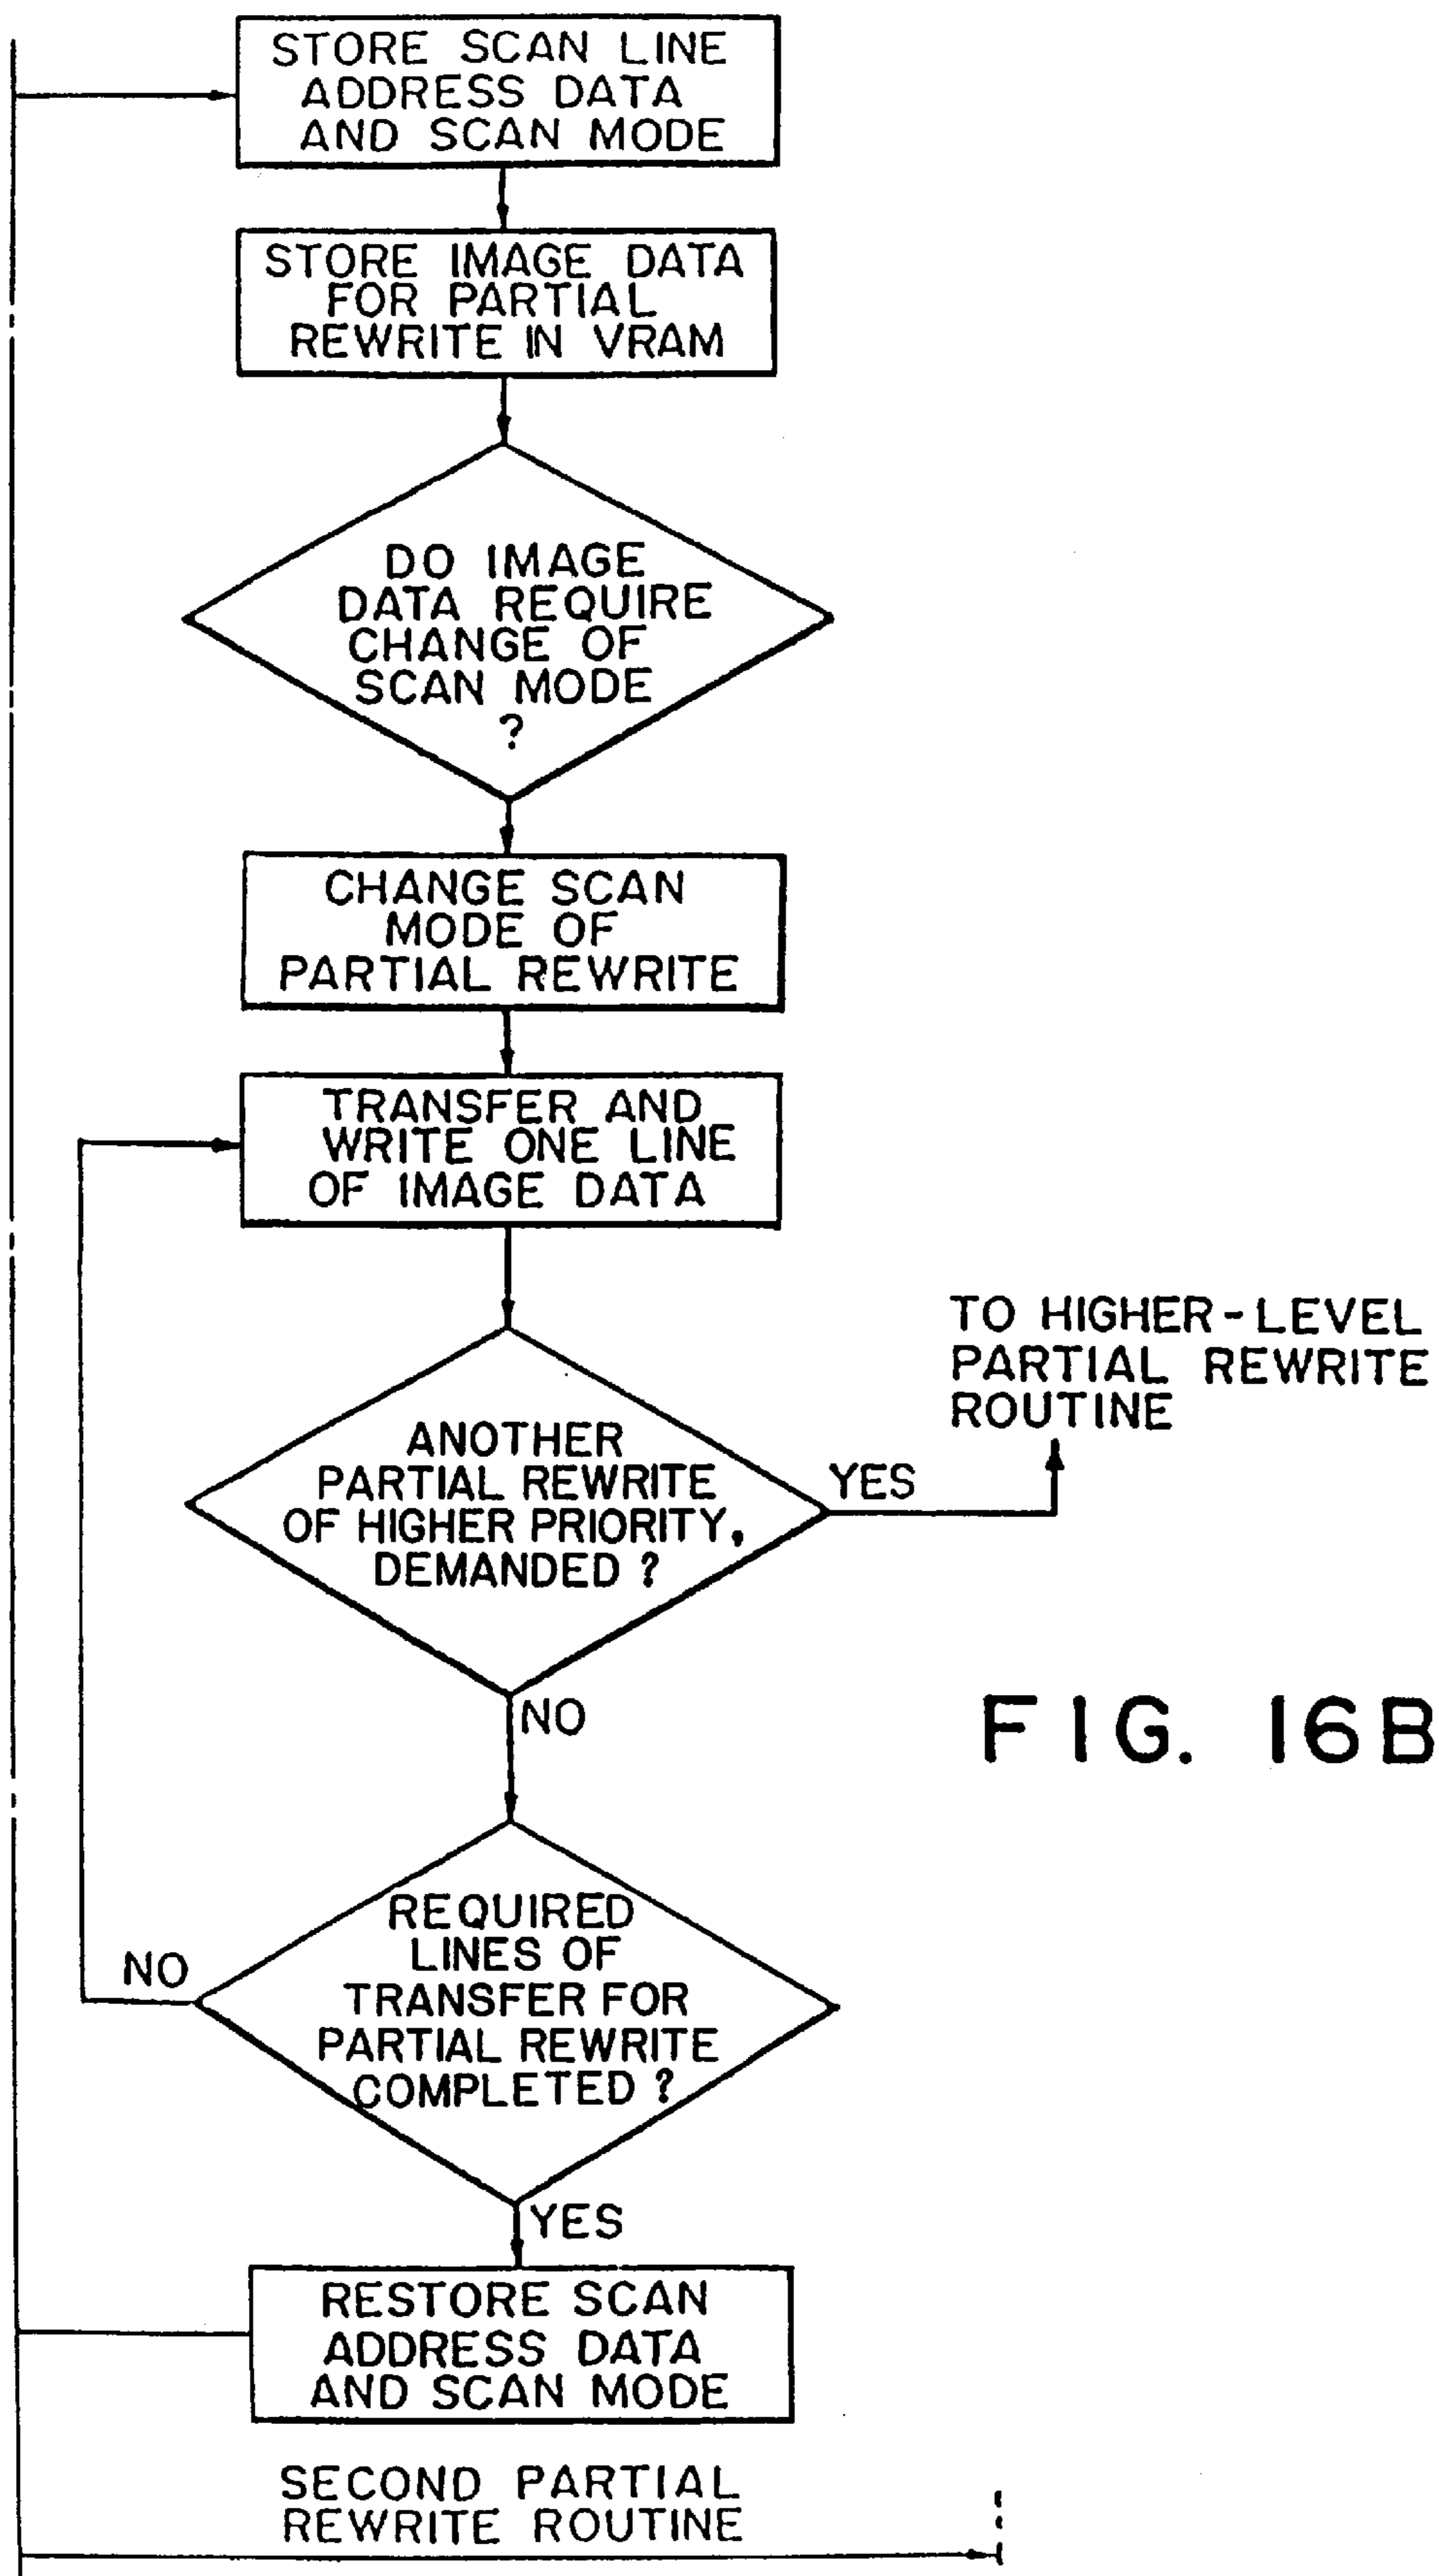 STORE SCAN LINE
ADDRESS DATA
AND SCAN MODE
STORE IMAGE DATA
FOR PARTIAL
REWRITE IN VRAM
DO IMAGE
DATA REQUIRE
CHANGE OF
SCAN MODE
?
CHANGE SCAN
MODE OF
PARTIAL REWRITE
TRANSFER AND
WRITE ONE LINE
OF IMAGE DATA
TO HIGHER-LEVEL
PARTIAL REWRITE
ROUTINE
ANOTHER
PARTIAL REWRITE
OF HIGHER PRIORITY,
DEMANDED ?
YES
NO
FIG. 16B
REQUIRED
LINES OF
TRANSFER FOR
PARTIAL REWRITE
COMPLETED ?
NO
YES
RESTORE SCAN
ADDRESS DATA
AND SCAN MODE
SECOND PARTIAL
REWRITE ROUTINE